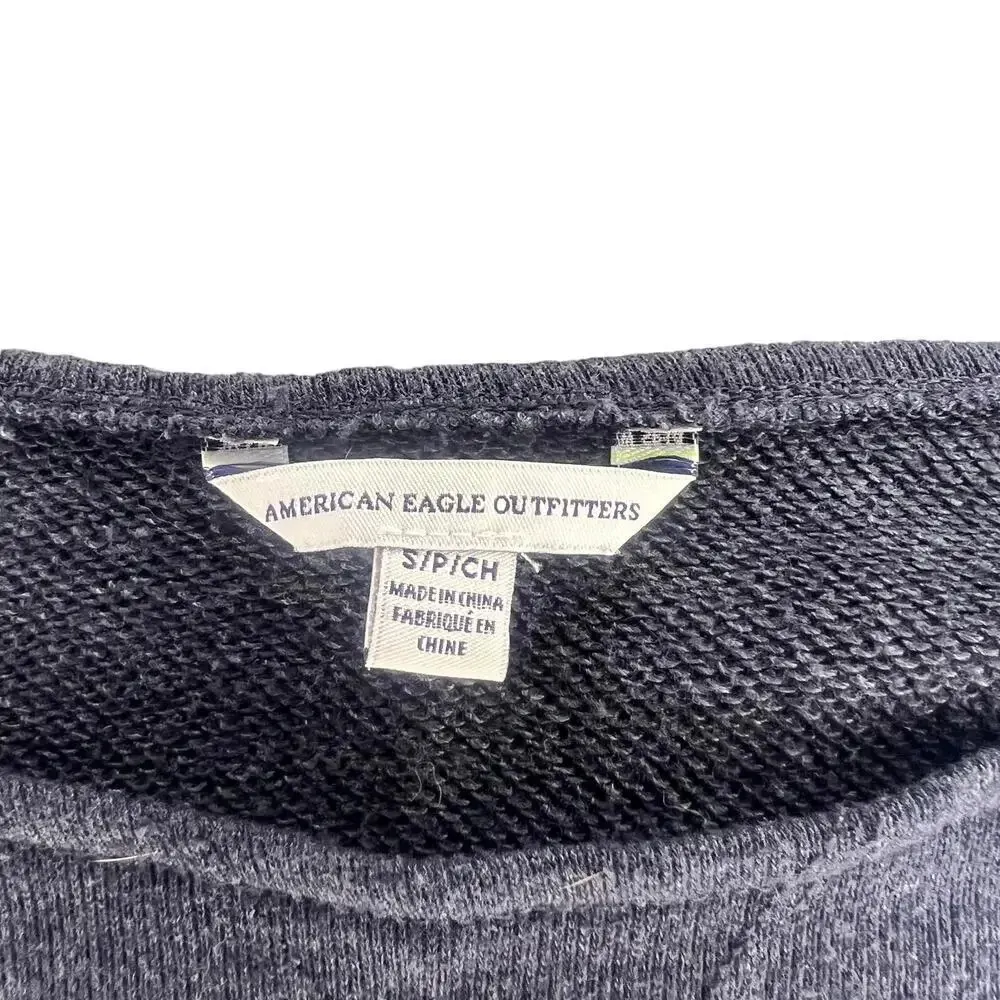 AMERICAN EAGLE OUTFITTERS
S/P/CH
MADE IN CHINA
FABRIQUÉ EN
CHINE